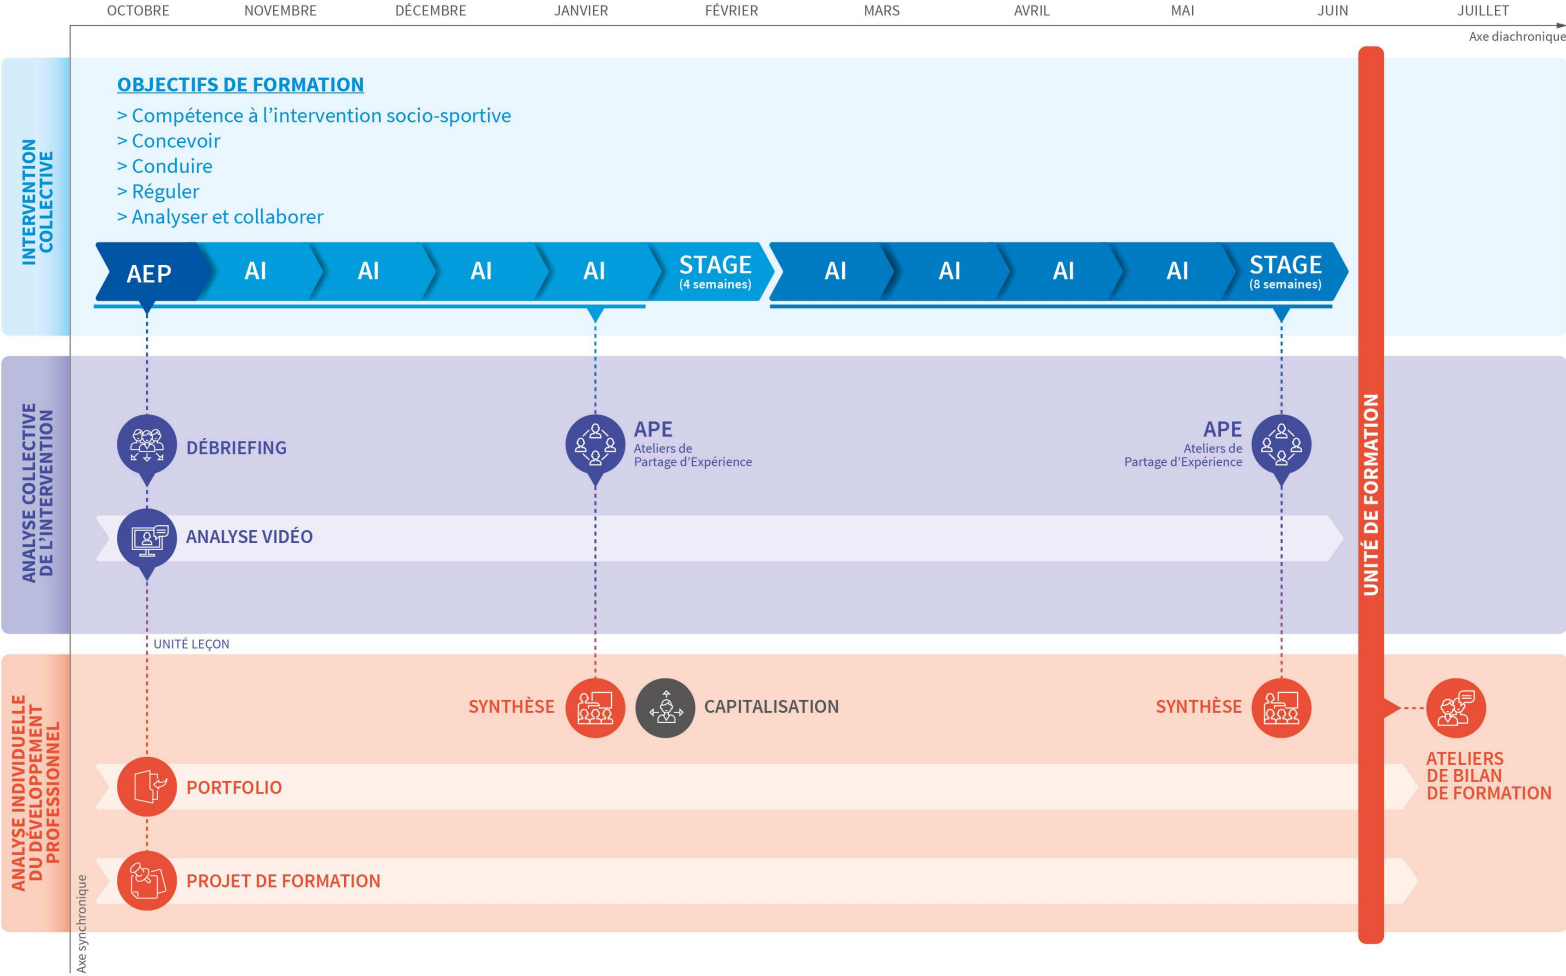 OCTOBRE NOVEMBRE DÉCEMBRE JANVIER FÉVRIER MARS AVRIL MAI JUIN JUILLET
Axe diachronique
INTERVENTION
COLLECTIVE
OBJECTIFS DE FORMATION
> Compétence à l’intervention socio-sportive
> Concevoir
> Conduire
> Réguler
> Analyser et collaborer
AEP AI AI AI AI STAGE AI AI AI AI STAGE
(4 semaines) (8 semaines)
ANALYSE COLLECTIVE
DE L’INTERVENTION
DÉBRIEFING
APE
Ateliers de
Partage d’Expérience
APE
Ateliers de
Partage d’Expérience
ANALYSE VIDÉO
UNITÉ DE FORMATION
UNITÉ LEÇON
ANALYSE INDIVIDUELLE
DU DÉVELOPPEMENT
PROFESSIONNEL
SYNTHÈSE
CAPITALISATION
SYNTHÈSE
ATELIERS
DE BILAN
DE FORMATION
PORTFOLIO
PROJET DE FORMATION
Axe synchronique